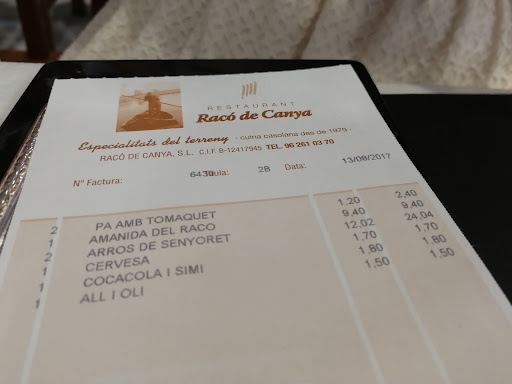 RESTAURANT
Racó de Canya
Especialitats del terreny - cuina casolana des de 1979 -
RACÓ DE CANYA, S.L. C.I.F. B-12417945 TEL. 96 261 03 70
Nº Factura: 6430 2B Data: 13/08/2017
2 PA AMB TOMAQUET 1,20 2,40
1 AMANIDA DEL RACO 9,40 9,40
2 ARROS DE SENYORET 12,02 24,04
1 CERVESA 1,70 1,70
1 COCACOLA I SIMI 1,80 1,80
1 ALL I OLI 1,50 1,50